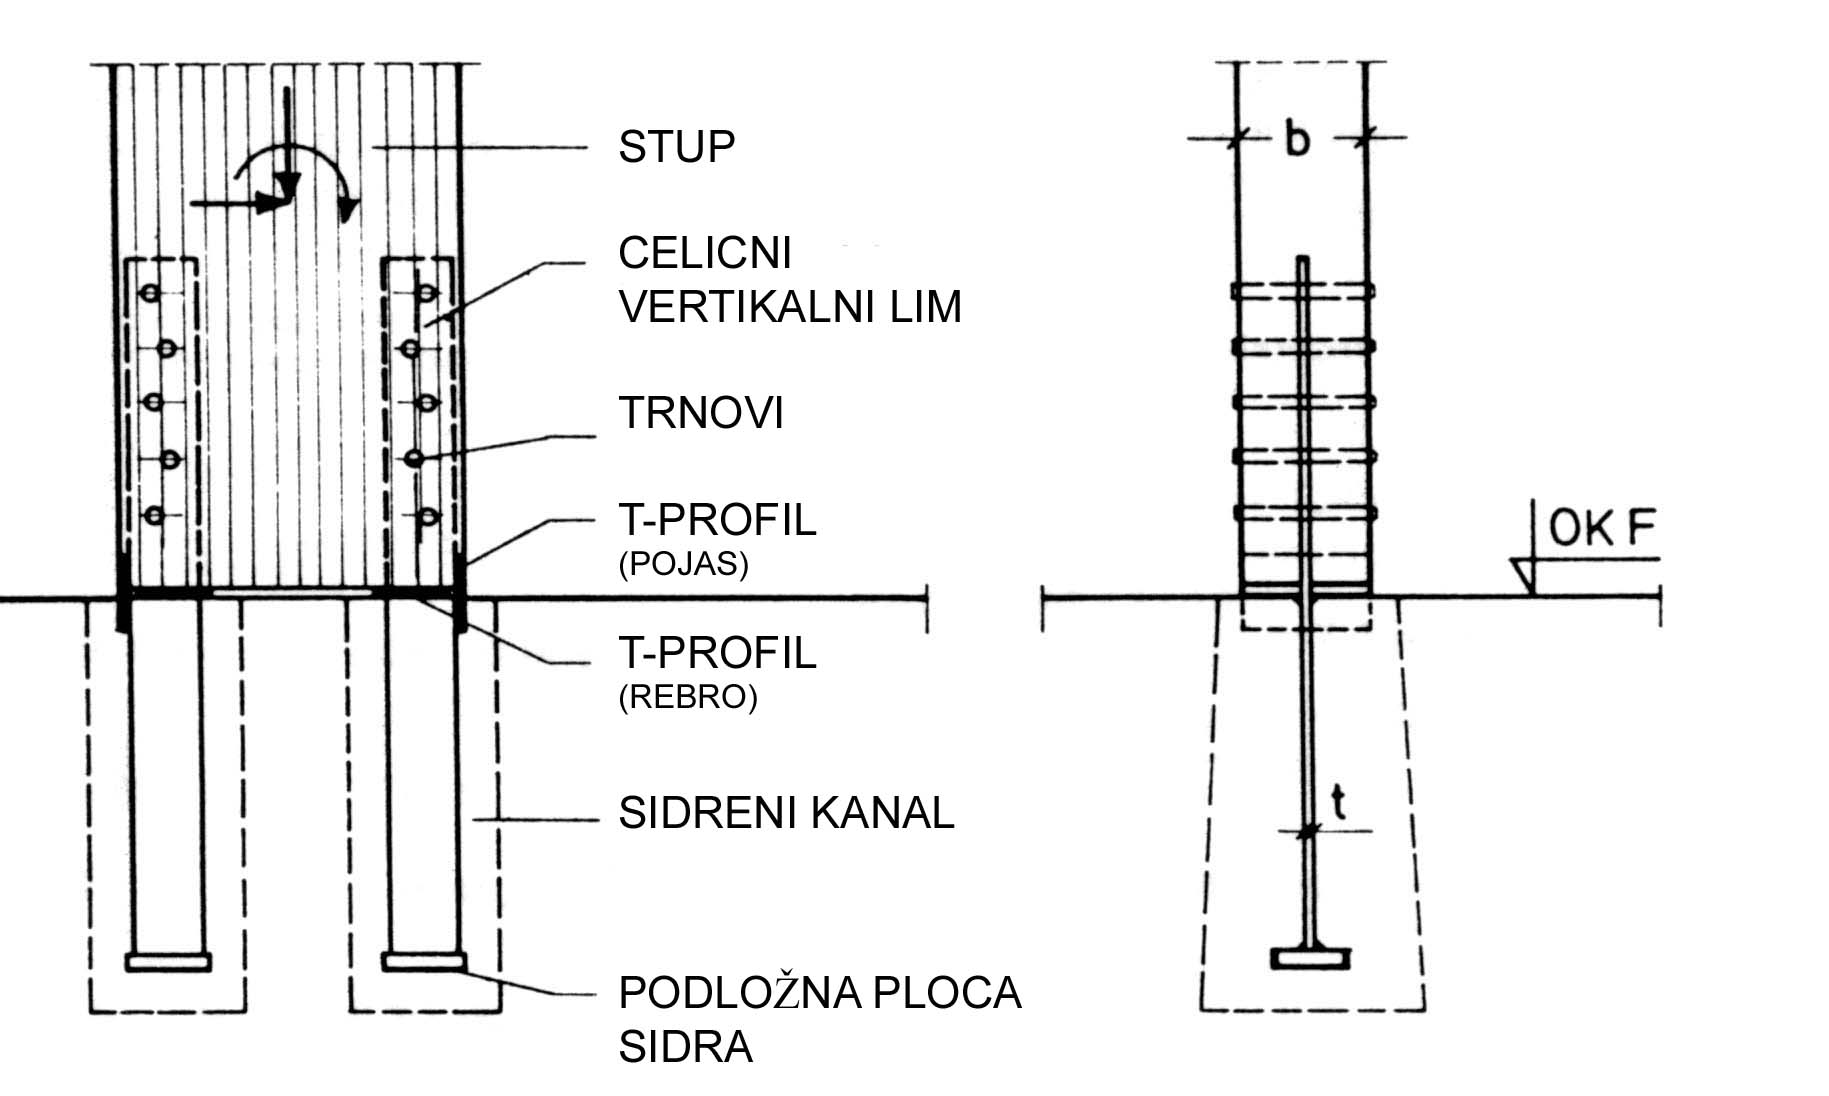 STUP
CELICNI
VERTIKALNI LIM
TRNOVI
T-PROFIL
(POJAS)
T-PROFIL
(REBRO)
SIDRENI KANAL
PODLOŽNA PLOCA
SIDRA
b
OK F
t